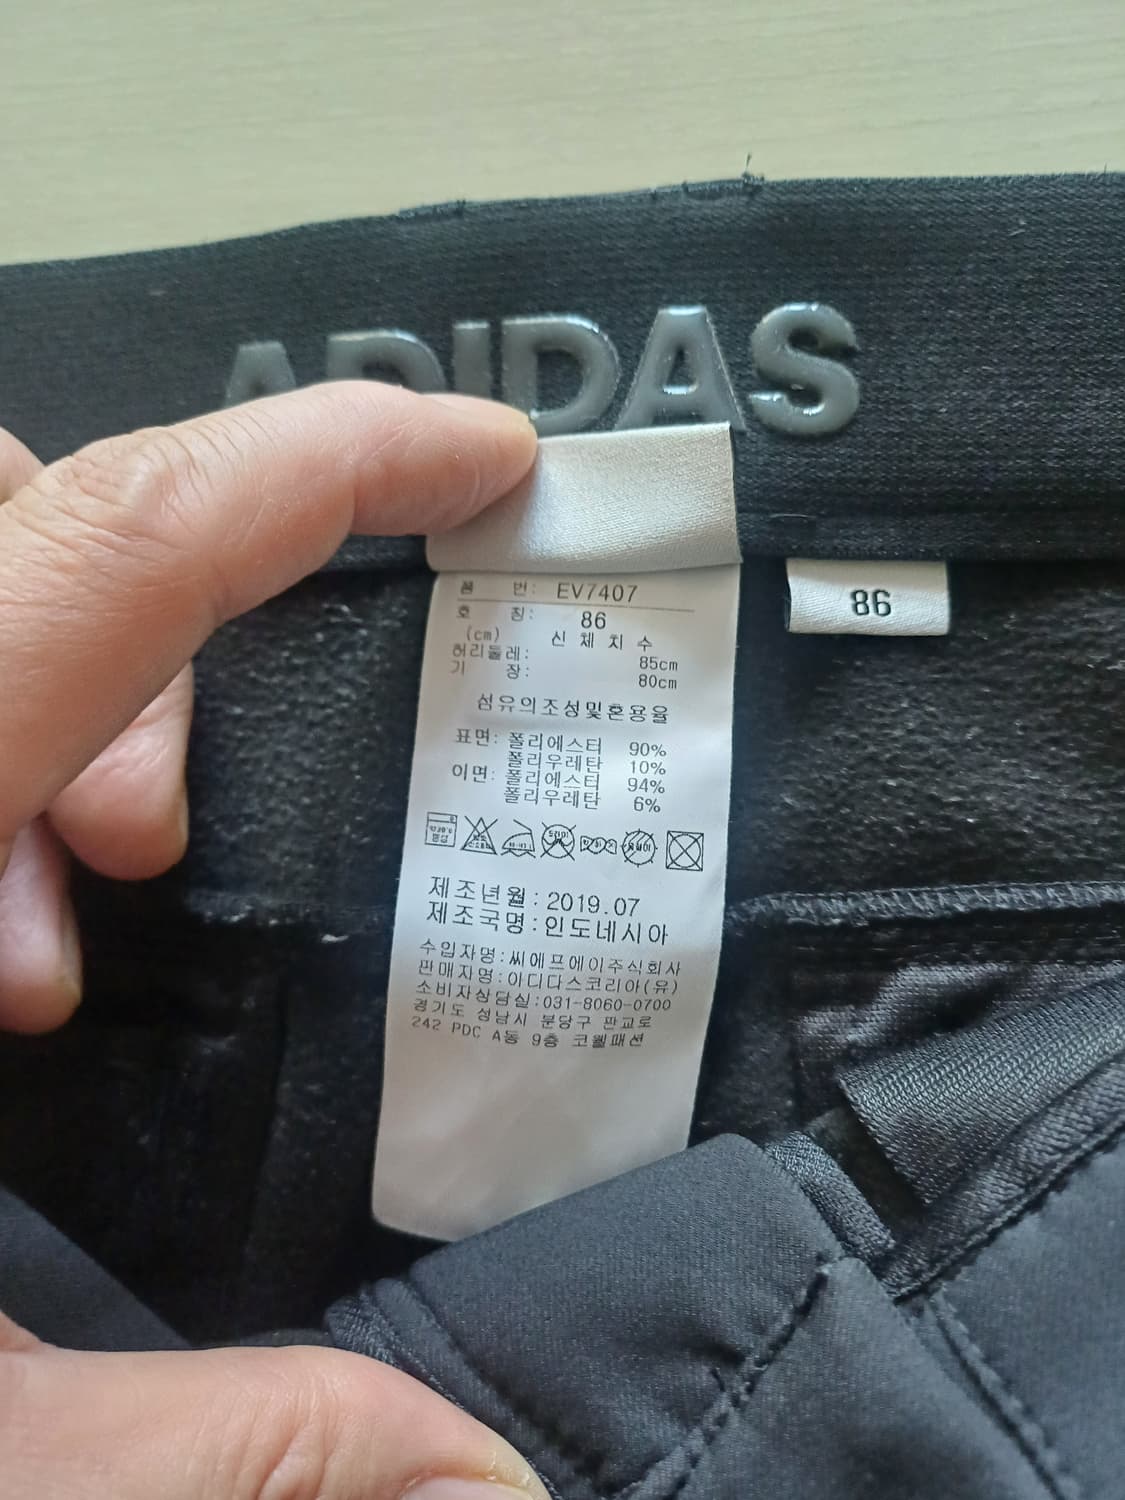 ADIDAS
86
품 번: EV7407
호 칭: 86
(cm) 신 체 치 수
허리둘레: 85cm
기 장: 80cm
섬유의조성및혼용율
표면: 폴리에스터 90%
폴리우레탄 10%
이면: 폴리에스터 94%
폴리우레탄 6%
제조년월: 2019.07
제조국명: 인도네시아
수입자명: 씨에프에이주식회사
판매자명: 아디다스코리아(유)
소비자상담실: 031-8060-0700
경기도 성남시 분당구 판교로
242 PDC A동 9층 코웰패션